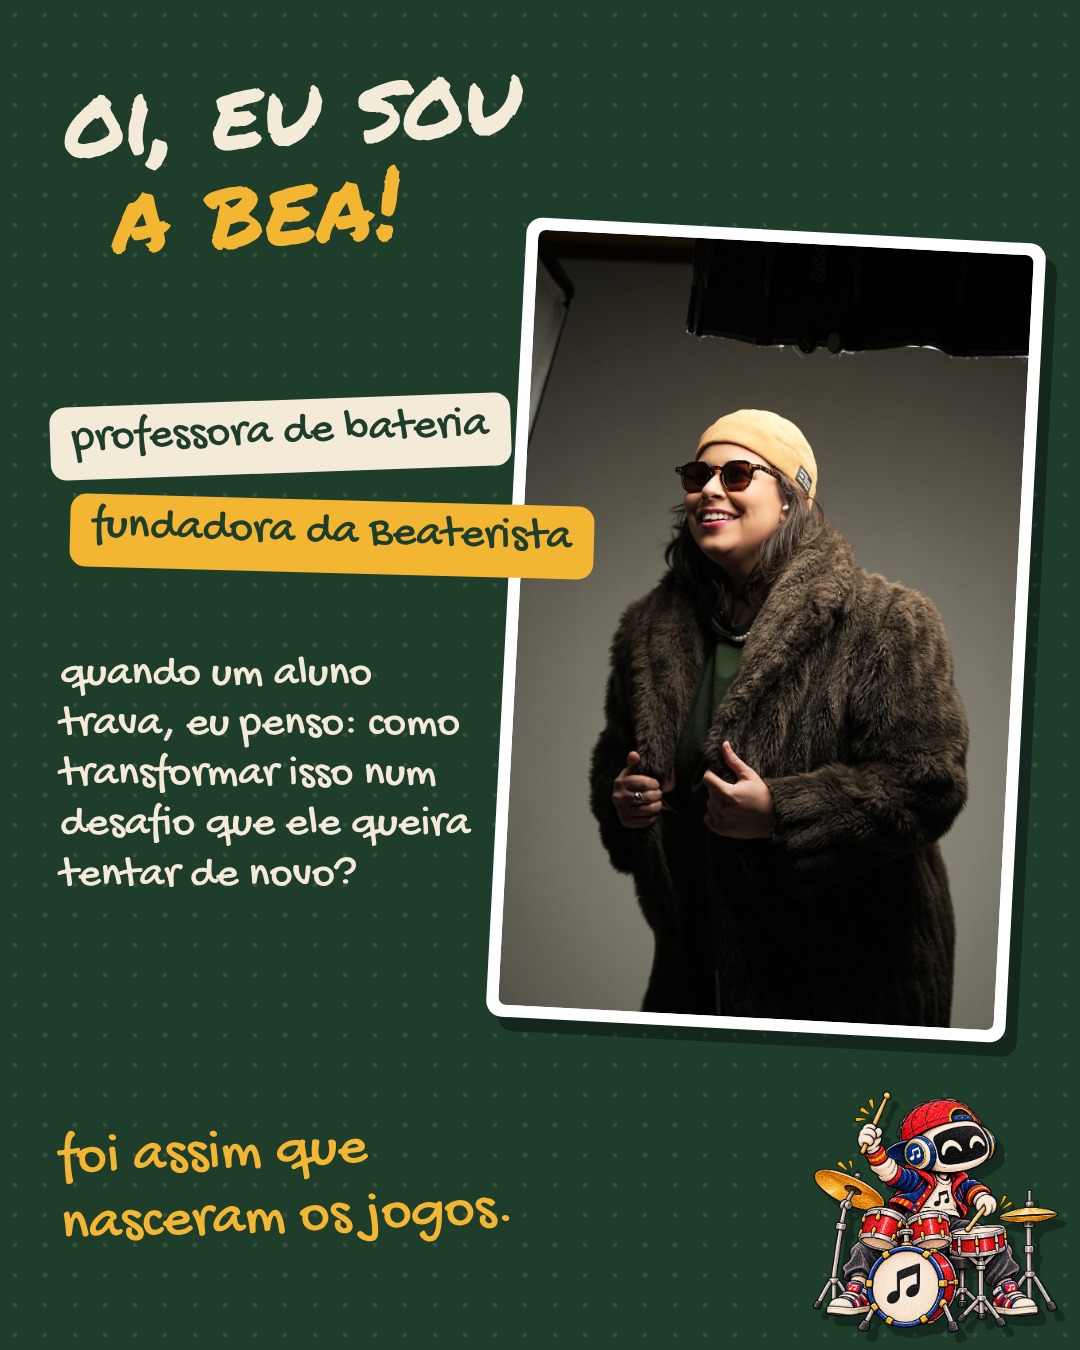 OI, EU SOU
A BEA!
professora de bateria
fundadora da Beaterista
quando um aluno
trava, eu penso: como
transformar isso num
desafio que ele queira
tentar de novo?
foi assim que
nasceram os jogos.